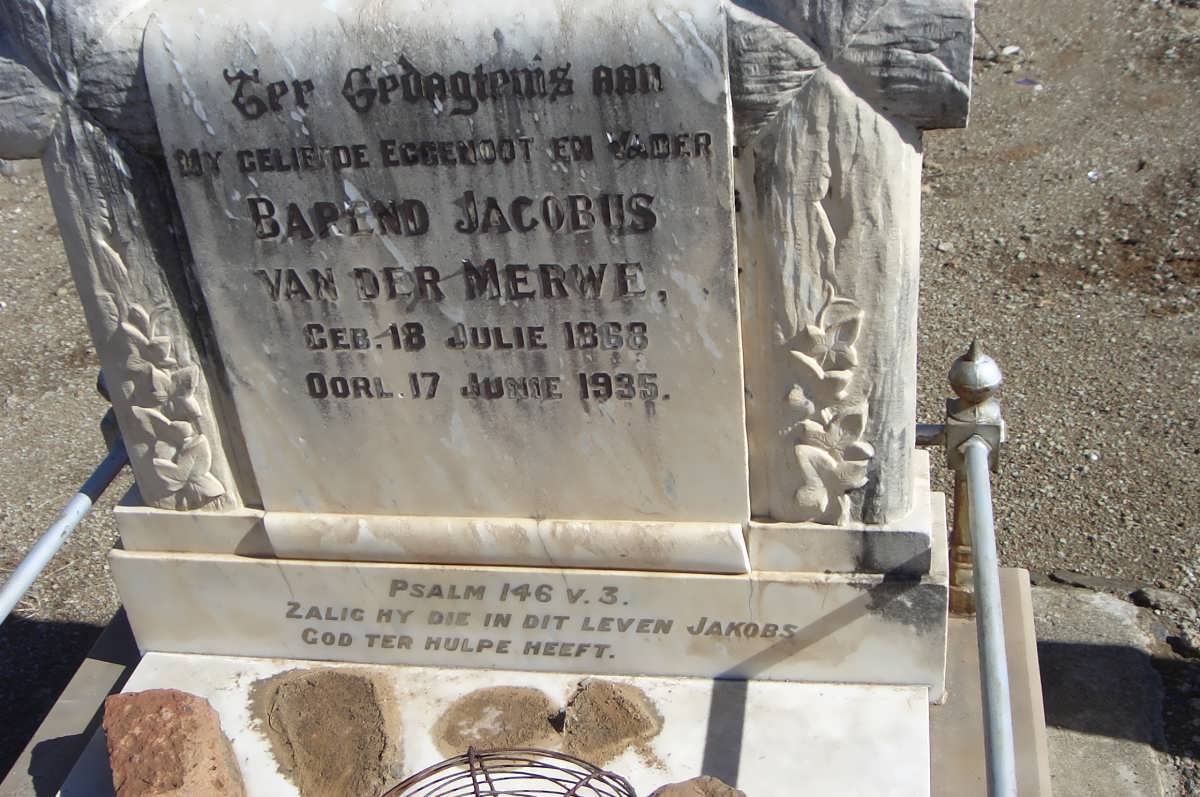 Ter Gedagtenis aan
MY GELIEFDE EGGENOOT EN VADER
BAREND JACOBUS
VAN DER MERWE,
GEB. 18 JULIE 1868
OORL. 17 JUNIE 1935.
PSALM 146 V. 3.
ZALIG HY DIE IN DIT LEVEN JAKOBS
GOD TER HULPE HEEFT.